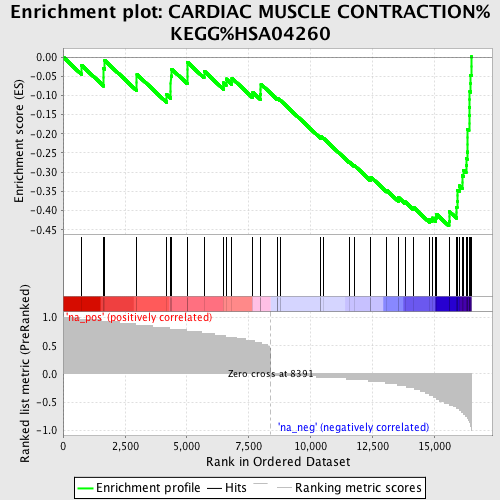 Enrichment plot: CARDIAC MUSCLE CONTRACTION%
KEGG%HSA04260
Enrichment score (ES)
0.00
-0.05
-0.10
-0.15
-0.20
-0.25
-0.30
-0.35
-0.40
-0.45
Ranked list metric (PreRanked)
1.0
0.5
0.0
-0.5
-1.0
'na_pos' (positively correlated)
Zero cross at 8391
'na_neg' (negatively correlated)
0
2,500
5,000
7,500
10,000
12,500
15,000
Rank in Ordered Dataset
Enrichment profile
Hits
Ranking metric scores